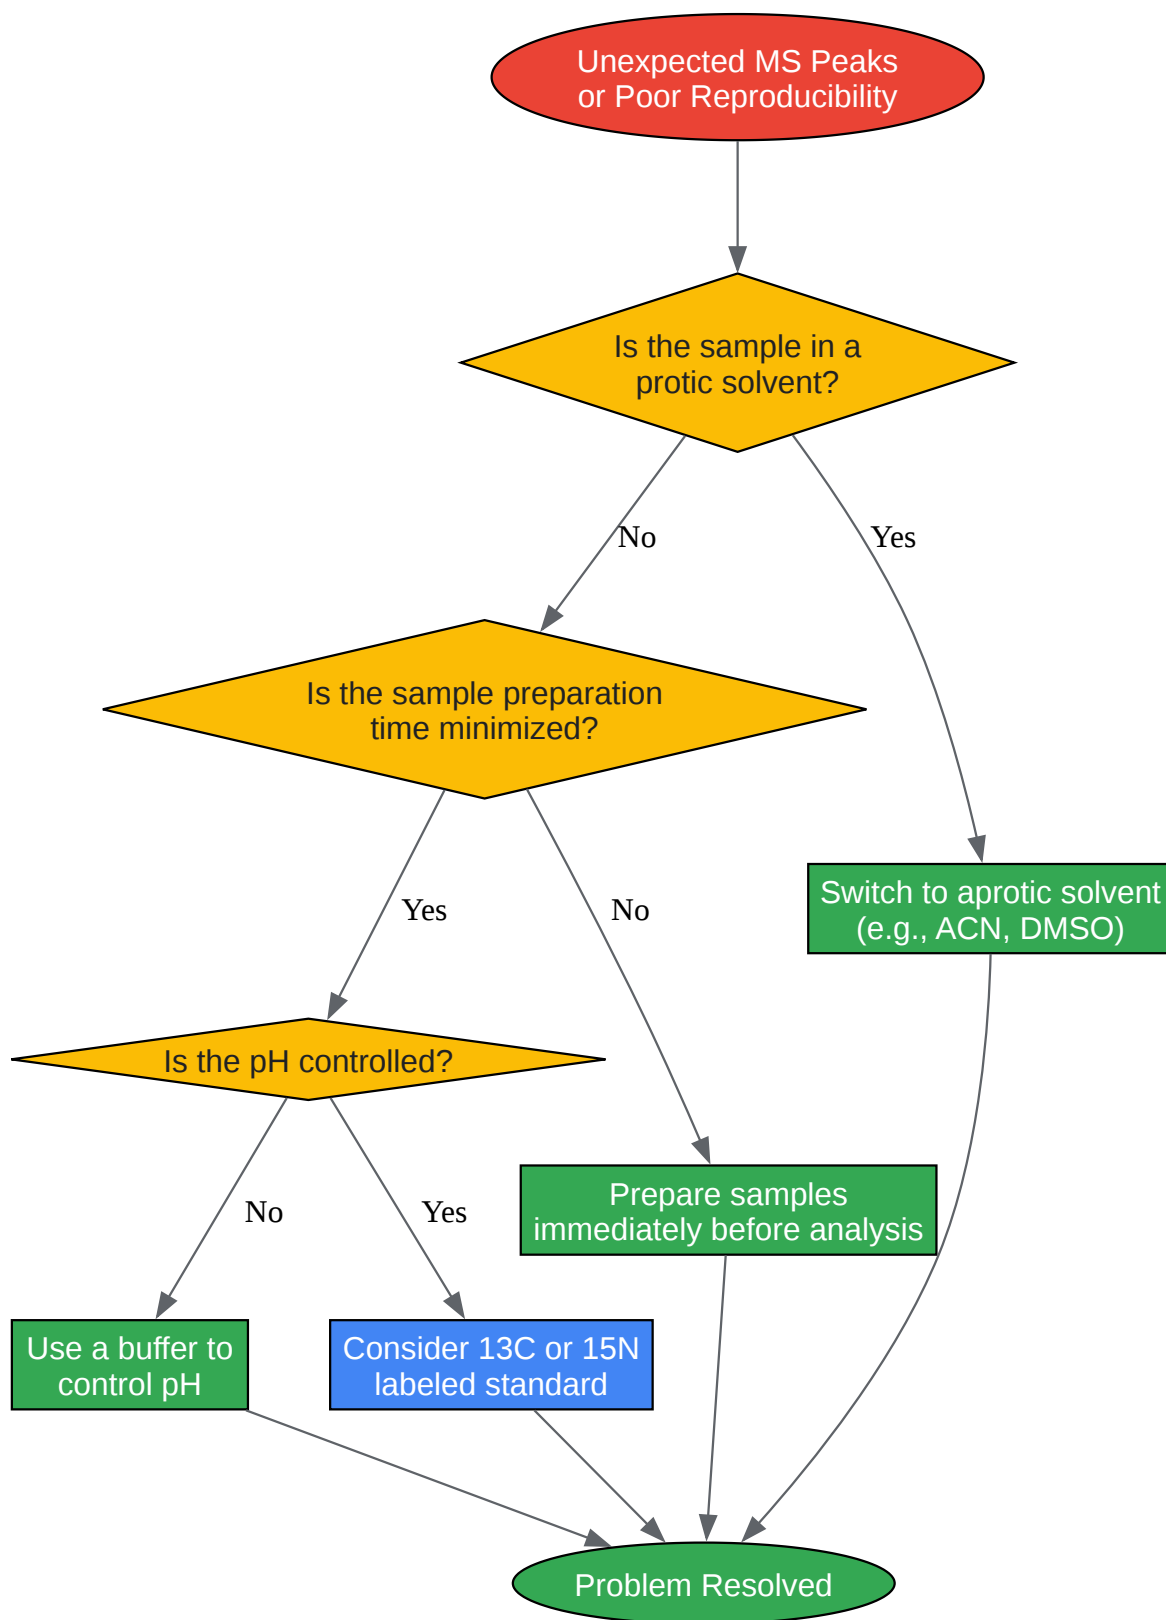 Unexpected MS Peaks
or Poor Reproducibility
Is the sample in a
protic solvent?
No
Yes
Is the sample preparation
time minimized?
Switch to aprotic solvent
(e.g., ACN, DMSO)
Yes
No
Is the pH controlled?
Prepare samples
immediately before analysis
No
Yes
Use a buffer to
control pH
Consider 13C or 15N
labeled standard
Problem Resolved